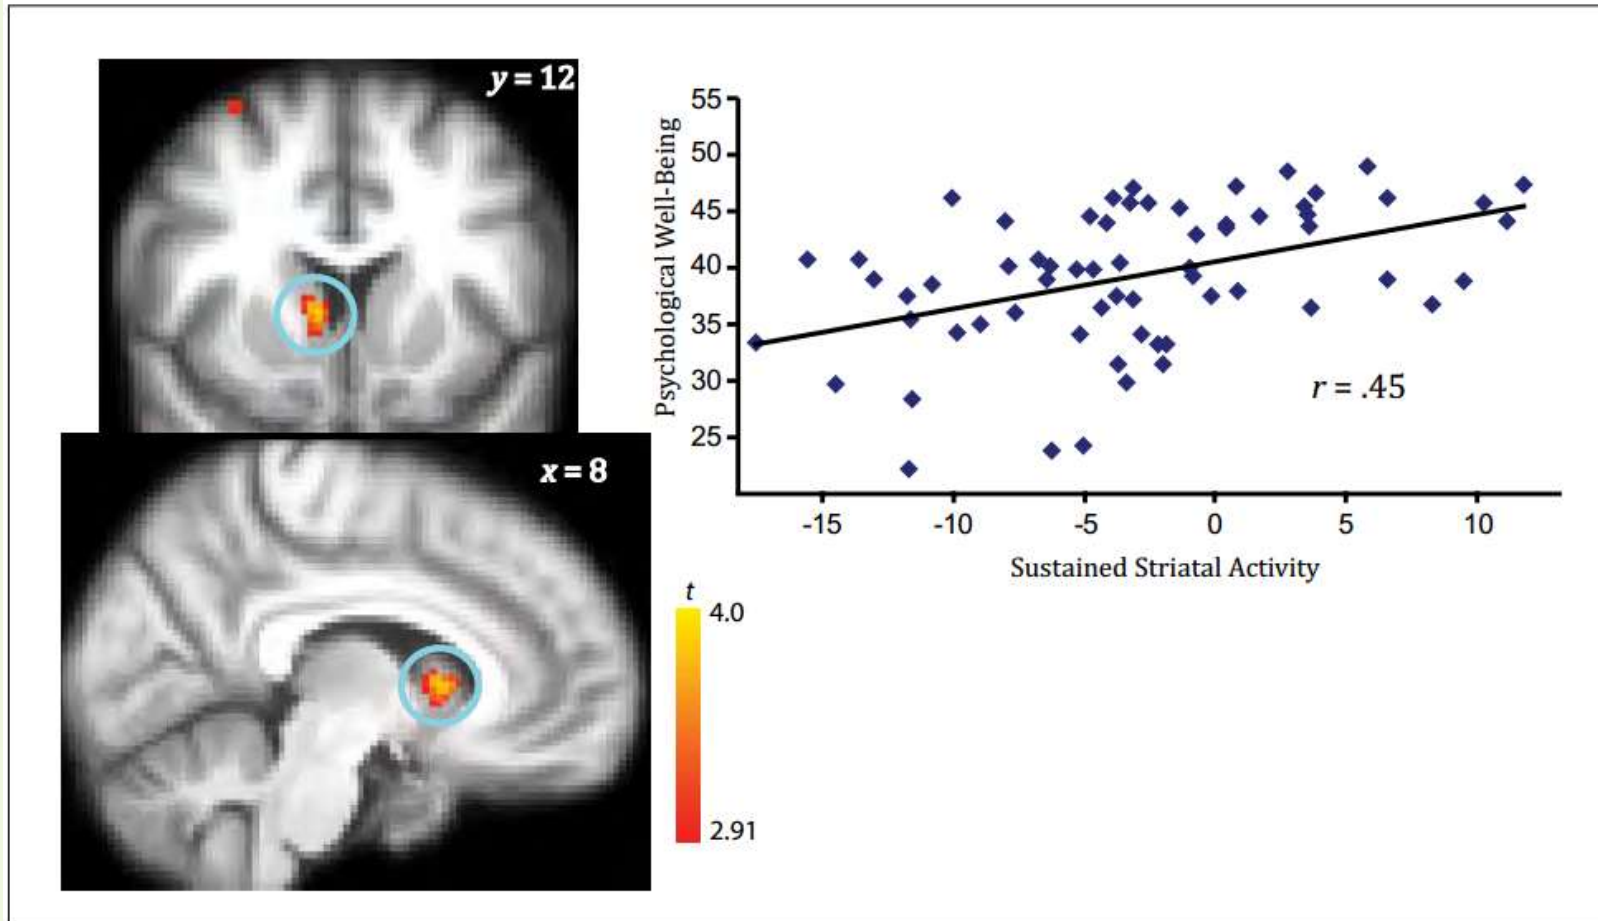 y = 12
x = 8
t
4.0
2.91
Psychological Well-Being
55
50
45
40
35
30
25
r = .45
-15 -10 -5 0 5 10
Sustained Striatal Activity